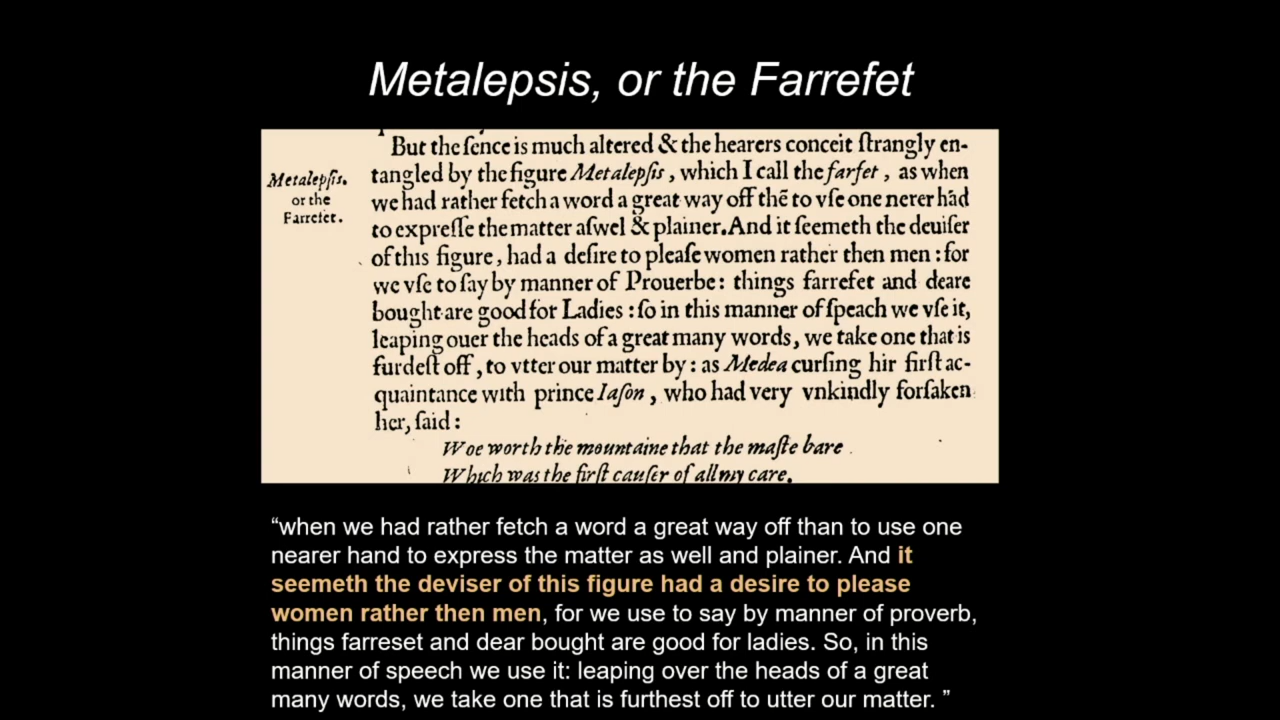 Metalepsis, or the Farrefet
But the ſence is much altered & the hearers conceit ſtrangly en-
Metalepſis.
or the
Farrefet.
tangled by the figure Metalepſis, which I call the farfet, as when
we had rather fetch a word a great way off thẽ to vſe one nerer hãd
to expreſſe the matter aſwel & plainer. And it ſeemeth the deuiſer
of this figure, had a deſire to pleaſe women rather then men: for
we vſe to ſay by manner of Prouerbe: things farrefet and deare
bought are good for Ladies: ſo in this manner of ſpeach we vſe it,
leaping ouer the heads of a great many words, we take one that is
furdeſt off, to vtter our matter by: as Medea curſing hir firſt ac-
quaintance with prince Iaſon, who had very vnkindly forſaken
her, ſaid:
Woe worth the mountaine that the maſte bare
Which was the firſt cauſer of all my care.
“when we had rather fetch a word a great way off than to use one
nearer hand to express the matter as well and plainer. And it
seemeth the deviser of this figure had a desire to please
women rather then men, for we use to say by manner of proverb,
things farreset and dear bought are good for ladies. So, in this
manner of speech we use it: leaping over the heads of a great
many words, we take one that is furthest off to utter our matter. ”